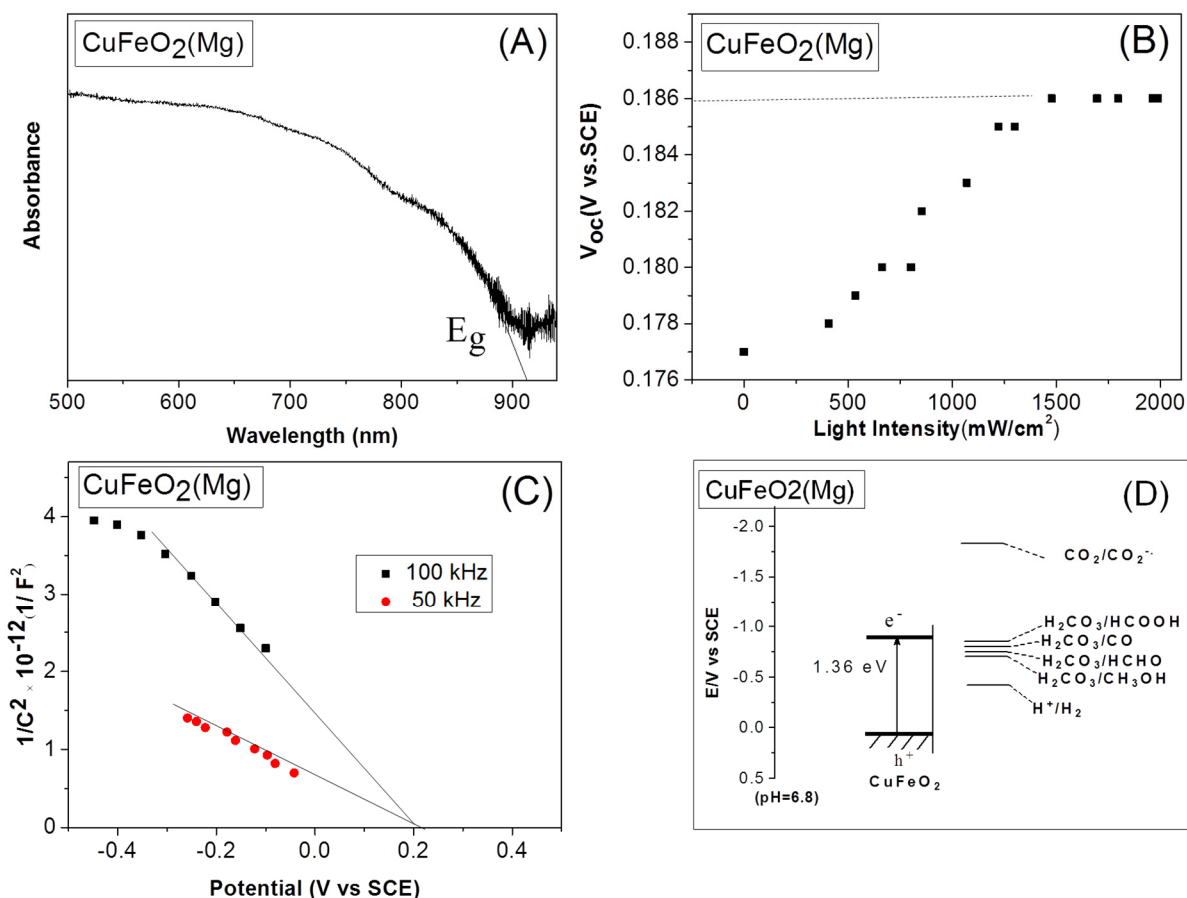 CuFeO2(Mg)
(A)
Absorbance
Eg
500 600 700 800 900
Wavelength (nm)
CuFeO2(Mg)
(B)
0.188
0.186
0.184
0.182
0.180
0.178
0.176
VOC(V vs.SCE)
0 500 1000 1500 2000
Light Intensity(mW/cm2)
CuFeO2(Mg)
(C)
4
3
2
1
0
1/C2 × 10-12(1/ F2)
100 kHz
50 kHz
-0.4 -0.2 0.0 0.2 0.4
Potential (V vs SCE)
CuFeO2(Mg)
(D)
-2.0
-1.5
-1.0
-0.5
0.0
0.5
E/V vs SCE
(pH=6.8)
e-
1.36 eV
h+
CuFeO2
CO2/CO2-·
H2CO3/HCOOH
H2CO3/CO
H2CO3/HCHO
H2CO3/CH3OH
H+/H2